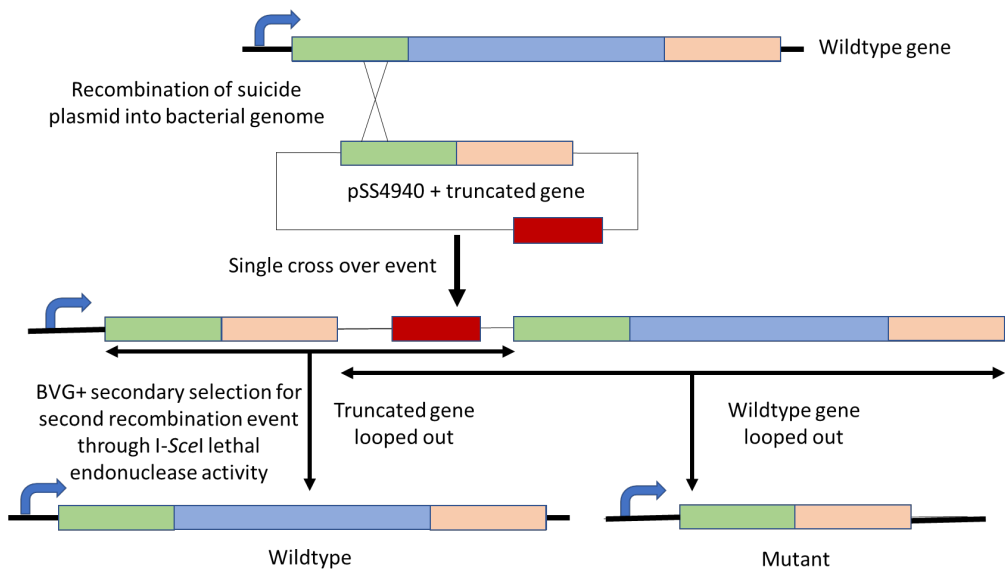 Wildtype gene
Recombination of suicide
plasmid into bacterial genome
pSS4940 + truncated gene
Single cross over event
BVG+ secondary selection for
second recombination event
through I-SceI lethal
endonuclease activity
Truncated gene
looped out
Wildtype gene
looped out
Wildtype
Mutant